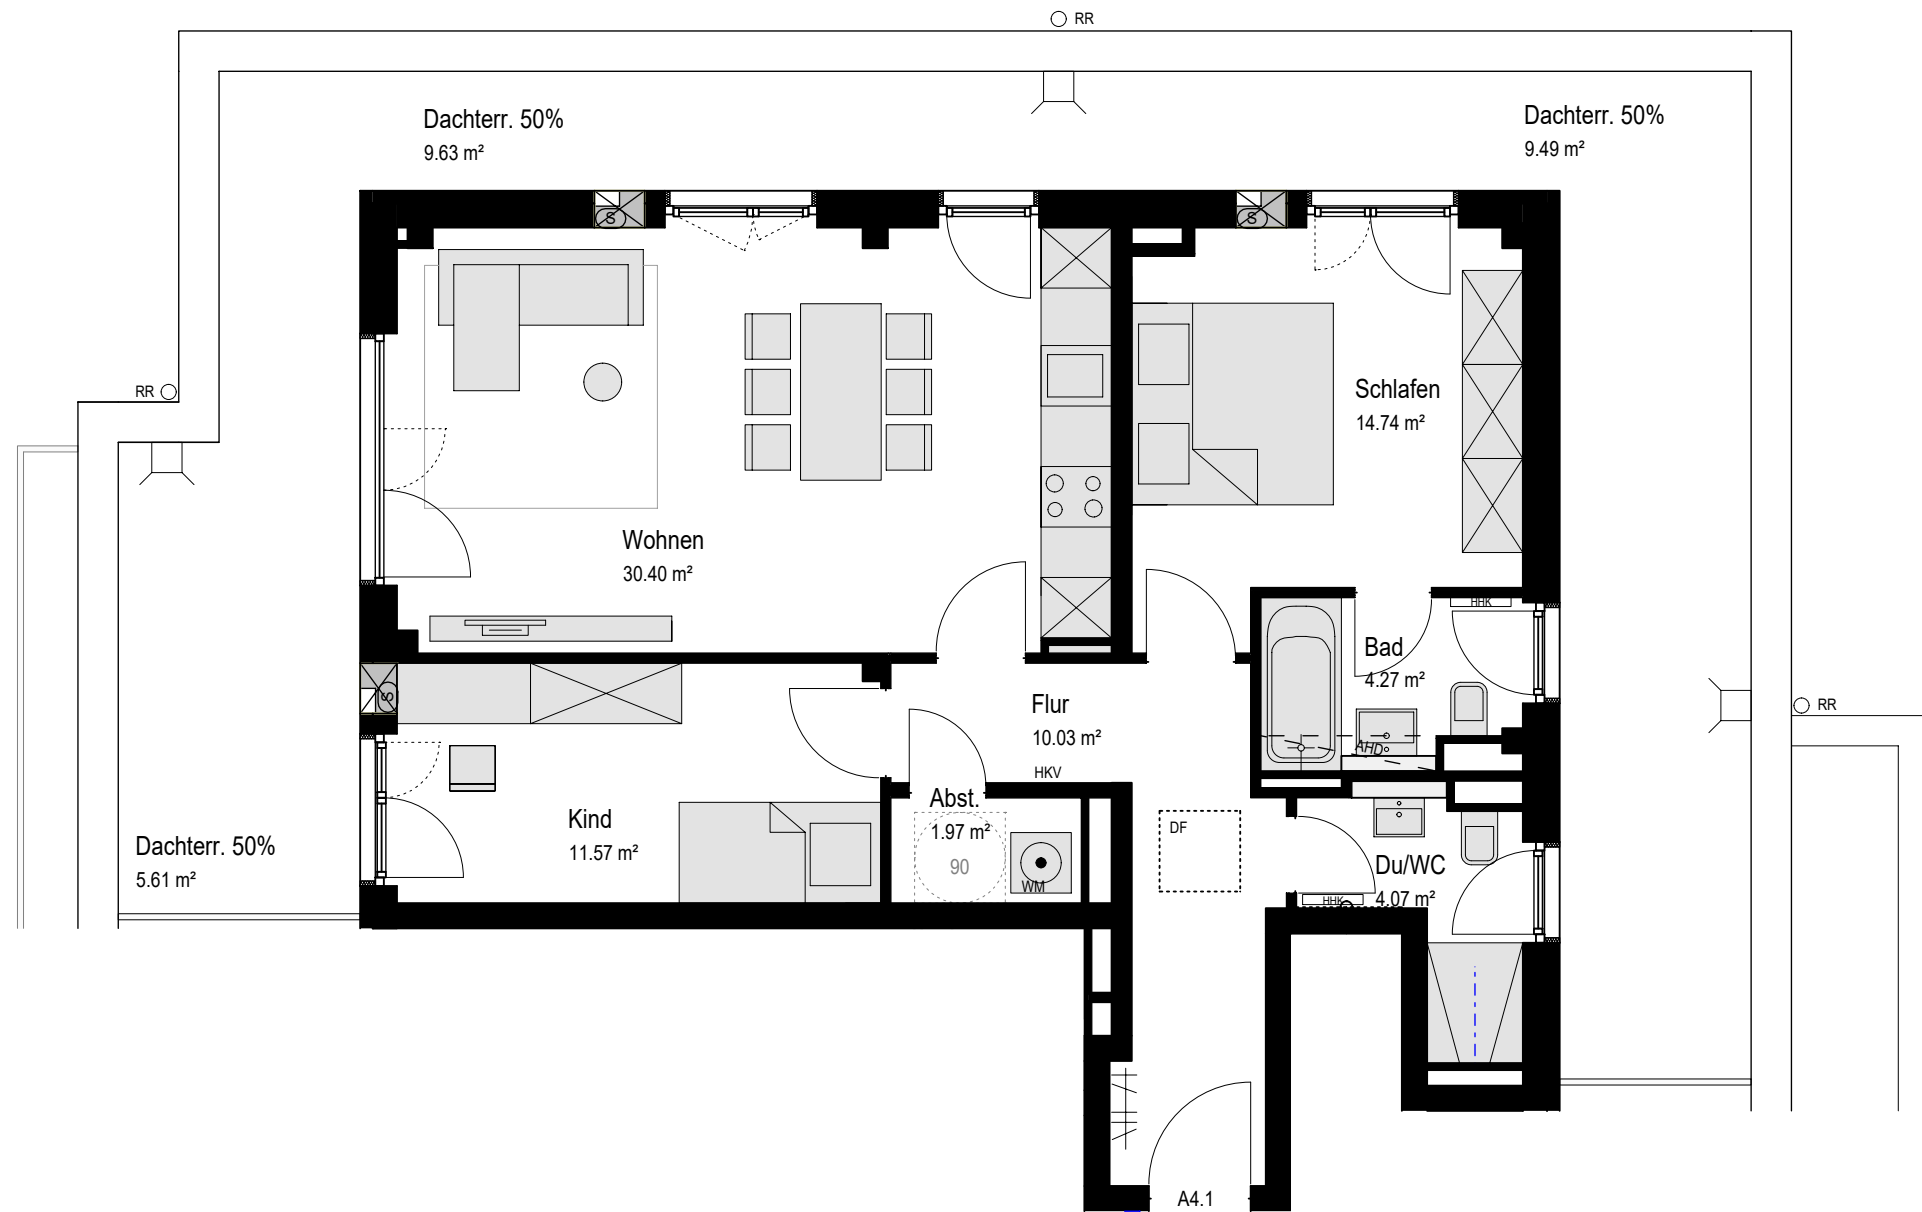 RR
Dachterr. 50%
9.63 m²
Dachterr. 50%
9.49 m²
S
S
RR
Schlafen
14.74 m²
Wohnen
30.40 m²
HHK
Bad
4.27 m²
S
Flur
10.03 m²
RR
AHD
HKV
Abst.
1.97 m²
Kind
11.57 m²
DF
90
WM
Du/WC
4.07 m²
HHK
Dachterr. 50%
5.61 m²
A4.1